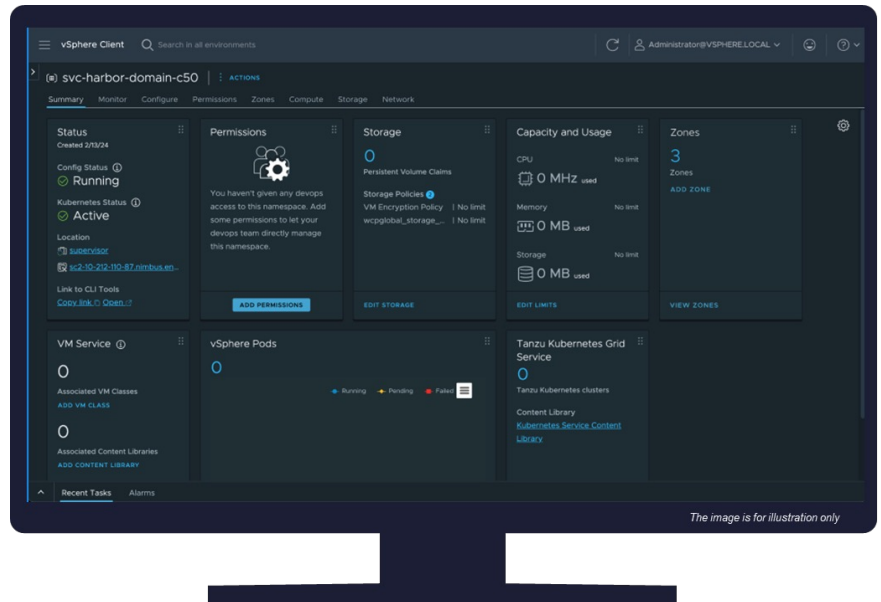 vSphere Client
Search in all environments
Administrator@VSPHERE.LOCAL
svc-harbor-domain-c50
ACTIONS
Summary Monitor Configure Permissions Zones Compute Storage Network
Status
Created 2/13/24
Config Status
Running
Kubernetes Status
Active
Location
supervisor
sc2-10-212-110-87.nimbus.en...
Link to CLI Tools
Copy link Open
Permissions
You haven't given any devops
access to this namespace. Add
some permissions to let your
devops team directly manage
this namespace.
ADD PERMISSIONS
Storage
0
Persistent Volume Claims
Storage Policies 2
VM Encryption Policy | No limit
wcpglobal_storage_... | No limit
EDIT STORAGE
Capacity and Usage
CPU No limit
0 MHz used
Memory No limit
0 MB used
Storage No limit
0 MB used
EDIT LIMITS
Zones
3
Zones
ADD ZONE
VIEW ZONES
VM Service
0
Associated VM Classes
ADD VM CLASS
0
Associated Content Libraries
ADD CONTENT LIBRARY
vSphere Pods
0
Running Pending Failed
Tanzu Kubernetes Grid
Service
0
Tanzu Kubernetes clusters
Content Library
Kubernetes Service Content
Library
Recent Tasks Alarms
The image is for illustration only